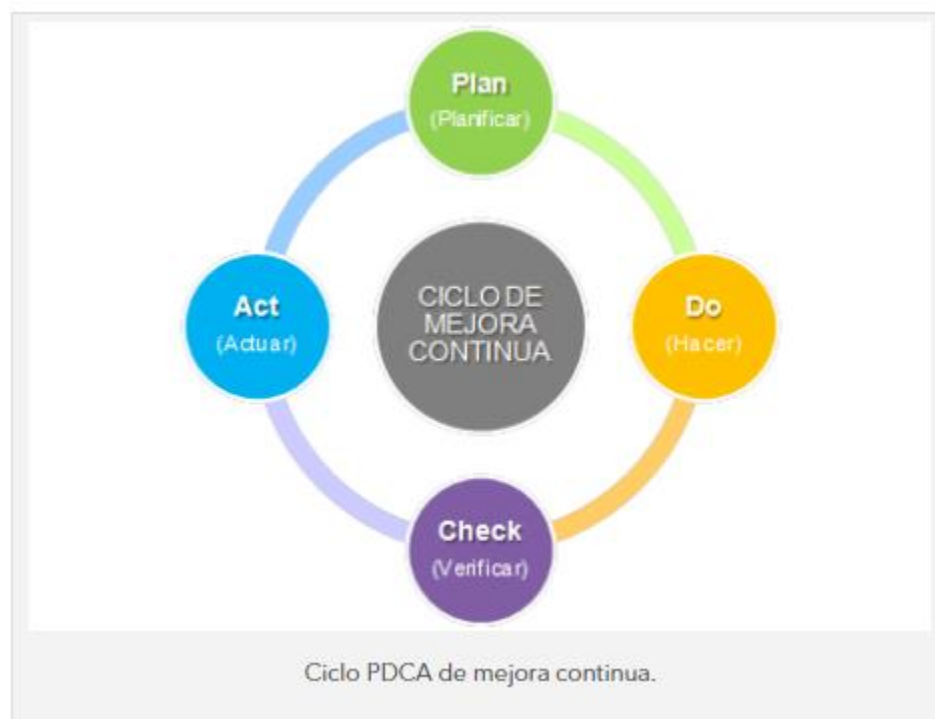 Plan
(Planificar)
Act
(Actuar)
CICLO DE
MEJORA
CONTINUA
Do
(Hacer)
Check
(Verificar)
Ciclo PDCA de mejora continua.